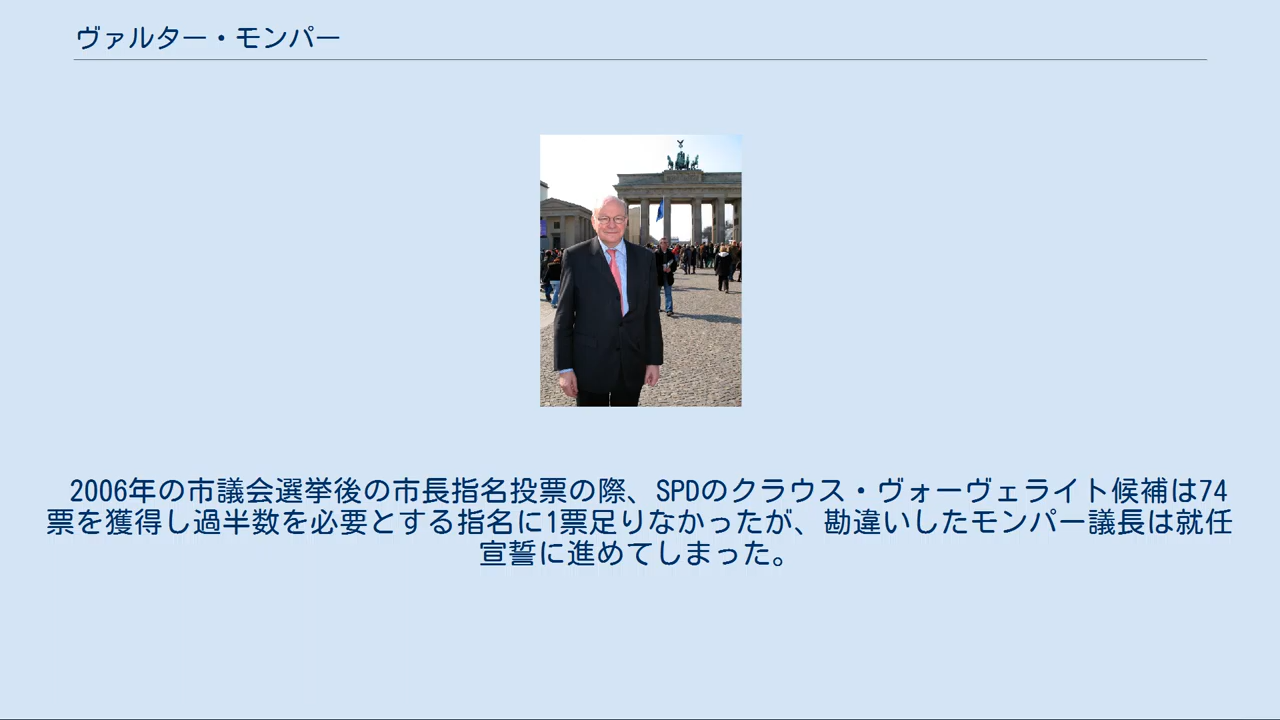 ヴァルター・モンパー
2006年の市議会選挙後の市長指名投票の際、SPDのクラウス・ヴォーヴェライト候補は74
票を獲得し過半数を必要とする指名に1票足りなかったが、勘違いしたモンパー議長は就任
宣誓に進めてしまった。